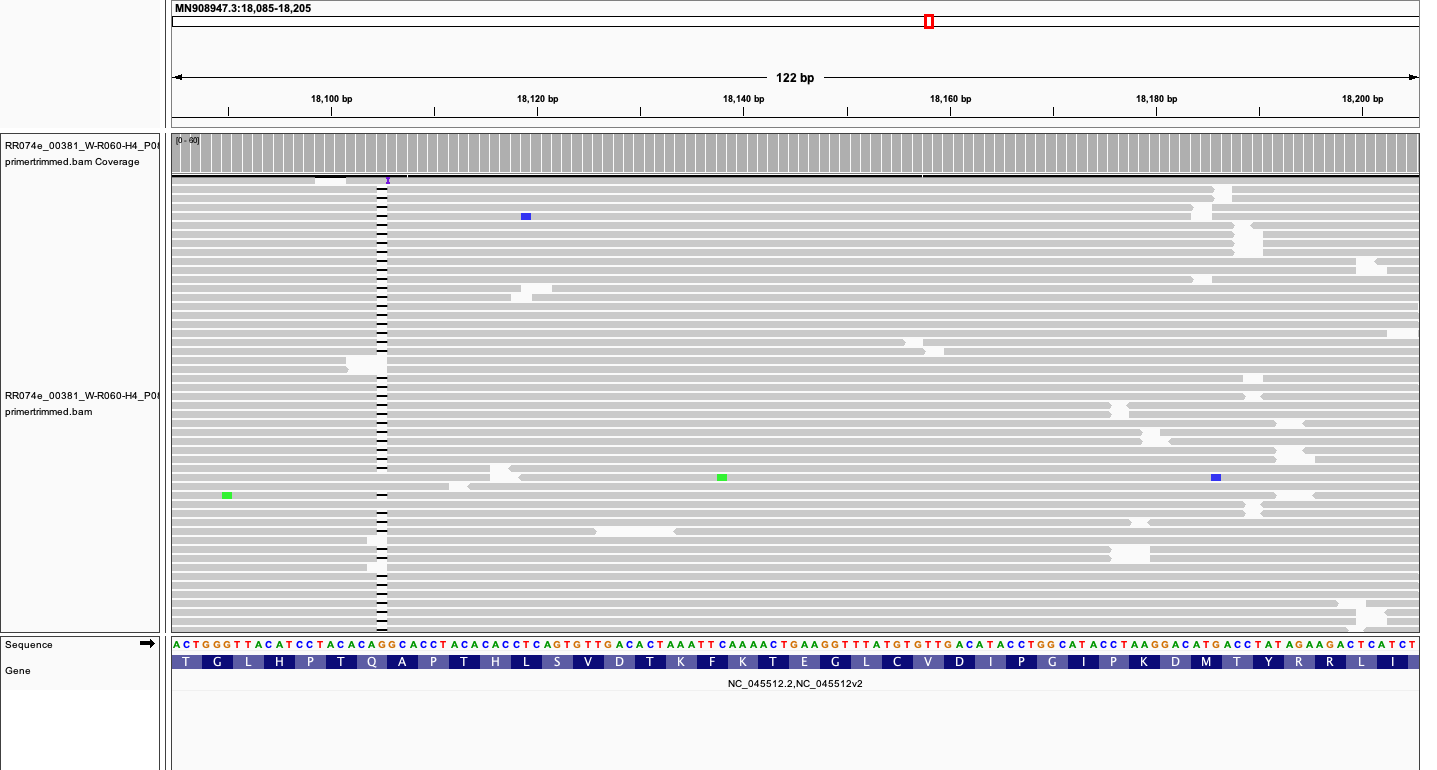 MN908947.3:18,085-18,205
122 bp
18,100 bp 18,120 bp 18,140 bp 18,160 bp 18,180 bp 18,200 bp
RR074e_00381_W-R060-H4_P0
primertrimmed.bam Coverage
[0 - 60]
RR074e_00381_W-R060-H4_P0
primertrimmed.bam
Sequence
ACTGGGTTACATCCTACACAGGCACCTACACACCTCAGTGTTGACACTAAATTCAAAACTGAAGGTTTATGTGTTGACATACCTGGCATACCTAAGGACATGACCTATAGAAGACTCATCT
Gene
T G L H P T Q A P T H L S V D T K F K T E G L C V D I P G I P K D M T Y R R L I
NC_045512.2,NC_045512v2